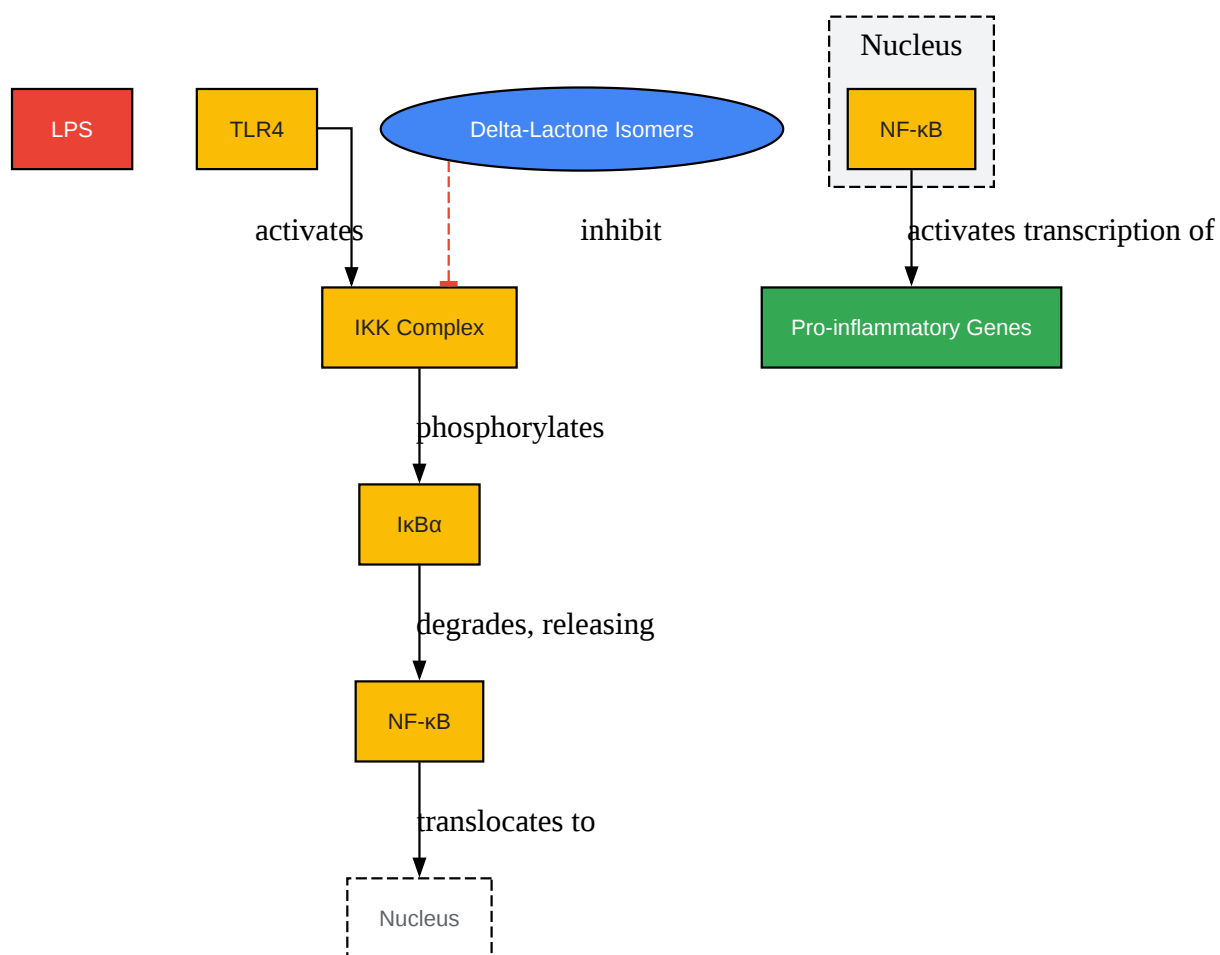 Nucleus
LPS
TLR4
Delta-Lactone Isomers
NF-κB
activates
inhibit
activates transcription of
IKK Complex
Pro-inflammatory Genes
phosphorylates
IκBα
degrades, releasing
NF-κB
translocates to
Nucleus